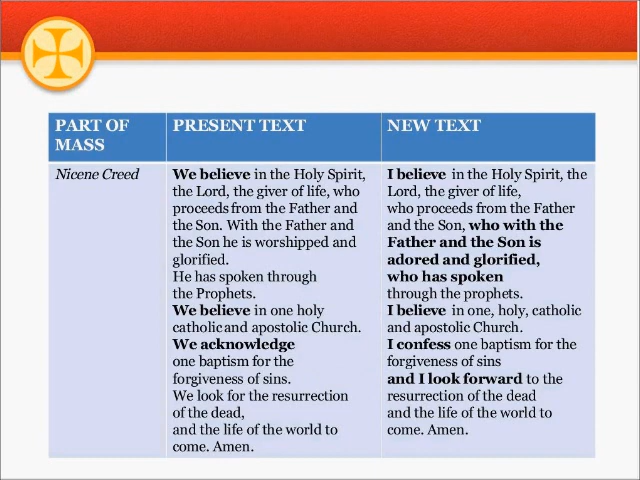 PART OF
MASS
PRESENT TEXT
NEW TEXT
Nicene Creed
We believe in the Holy Spirit,
the Lord, the giver of life, who
proceeds from the Father and
the Son. With the Father and
the Son he is worshipped and
glorified.
He has spoken through
the Prophets.
We believe in one holy
catholic and apostolic Church.
We acknowledge
one baptism for the
forgiveness of sins.
We look for the resurrection
of the dead,
and the life of the world to
come. Amen.
I believe in the Holy Spirit, the
Lord, the giver of life,
who proceeds from the Father
and the Son, who with the
Father and the Son is
adored and glorified,
who has spoken
through the prophets.
I believe in one, holy, catholic
and apostolic Church.
I confess one baptism for the
forgiveness of sins
and I look forward to the
resurrection of the dead
and the life of the world to
come. Amen.